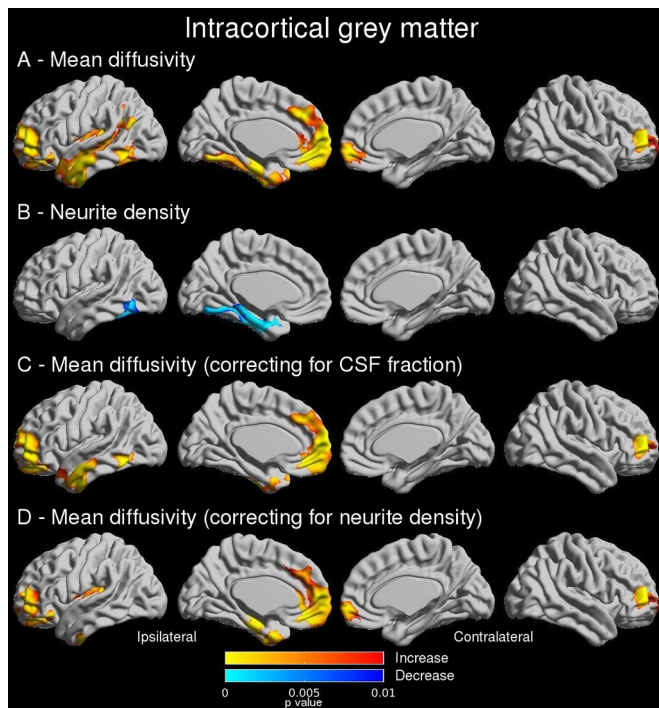 Intracortical grey matter
A - Mean diffusivity
B - Neurite density
C - Mean diffusivity (correcting for CSF fraction)
D - Mean diffusivity (correcting for neurite density)
Ipsilateral
Contralateral
Increase
Decrease
0 0.005 0.01
p value